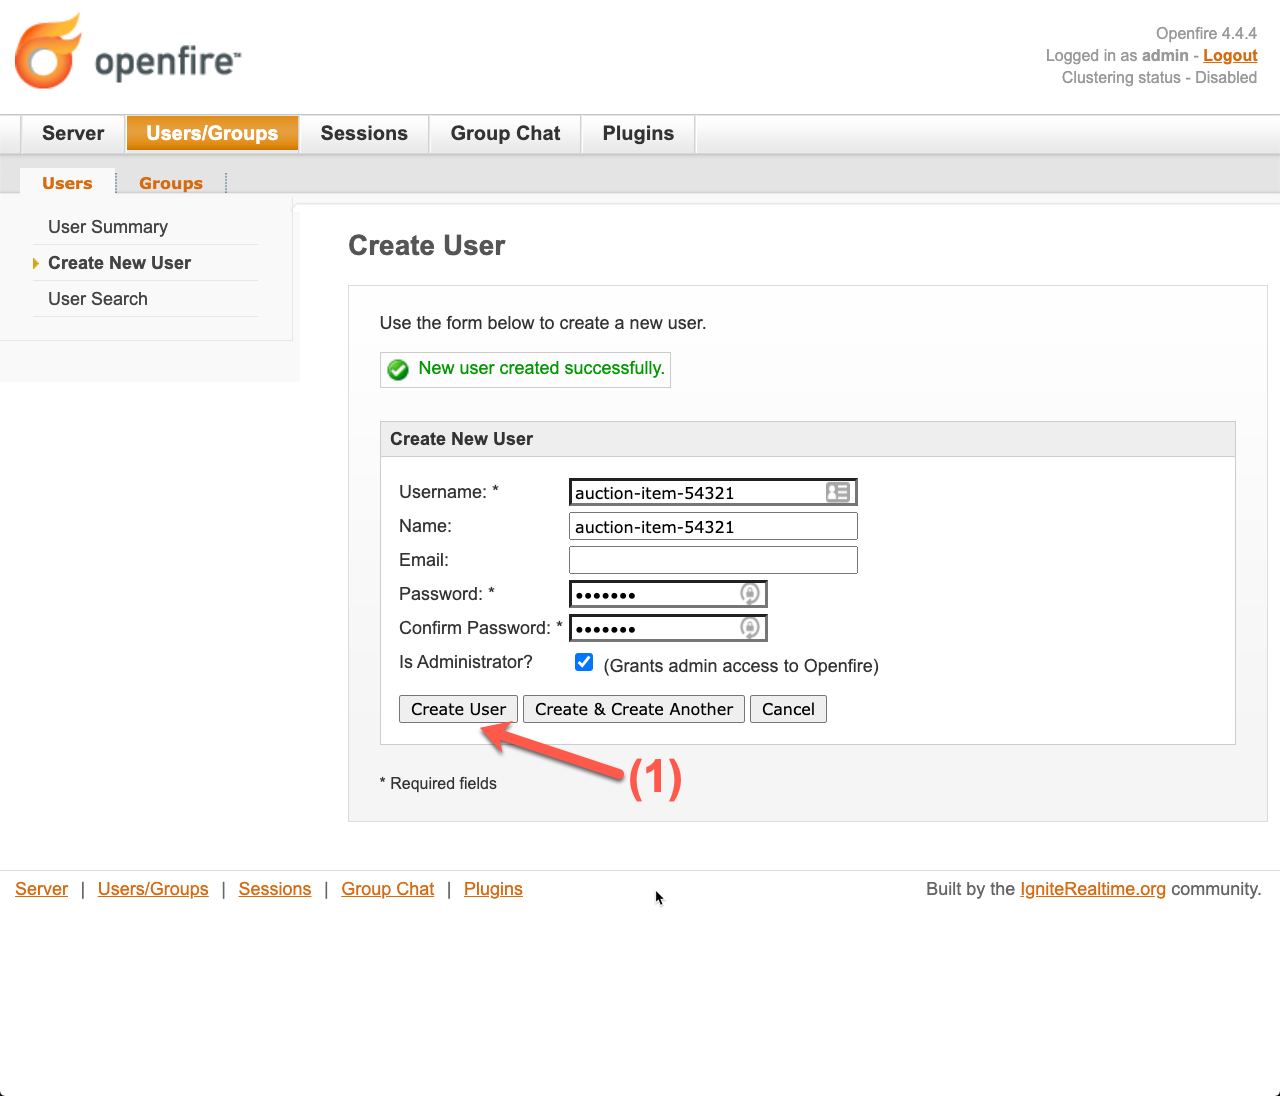 openfire™
Openfire 4.4.4
Logged in as admin - Logout
Clustering status - Disabled
Server Users/Groups Sessions Group Chat Plugins
Users Groups
User Summary
Create New User
User Search
Create User
Use the form below to create a new user.
New user created successfully.
Create New User
Username: * auction-item-54321
Name: auction-item-54321
Email:
Password: * •••••••
Confirm Password: * •••••••
Is Administrator? (Grants admin access to Openfire)
Create User Create & Create Another Cancel
(1)
* Required fields
Server | Users/Groups | Sessions | Group Chat | Plugins
Built by the IgniteRealtime.org community.